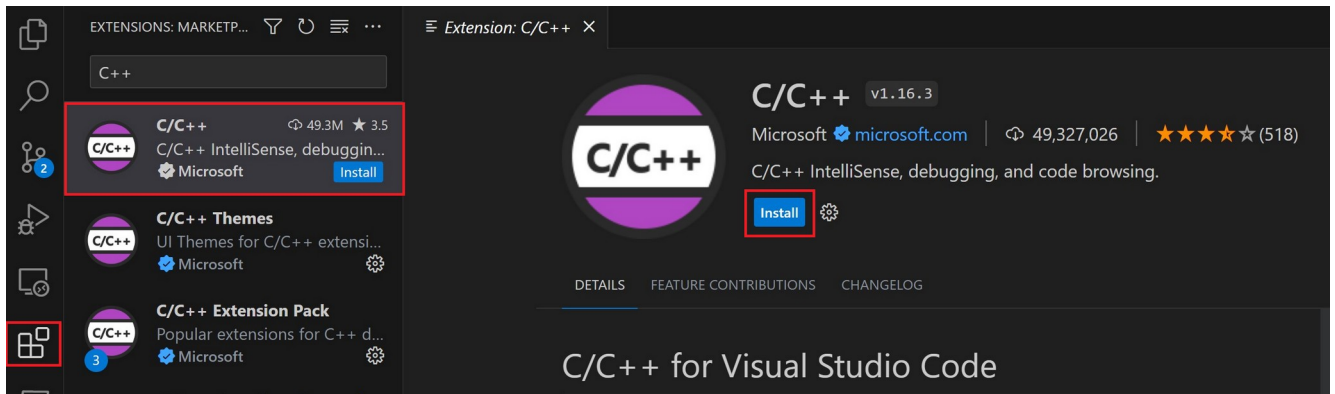 EXTENSIONS: MARKETP...
C++
C/C++ 49.3M ★ 3.5
C/C++ IntelliSense, debuggin...
Microsoft Install
C/C++
2
C/C++ Themes
UI Themes for C/C++ extensi...
Microsoft
C/C++
C/C++ Extension Pack
Popular extensions for C++ d...
Microsoft
C/C++
3
Extension: C/C++
C/C++ v1.16.3
Microsoft microsoft.com | 49,327,026 | ★★★★☆(518)
C/C++ IntelliSense, debugging, and code browsing.
Install
C/C++
DETAILS FEATURE CONTRIBUTIONS CHANGELOG
C/C++ for Visual Studio Code